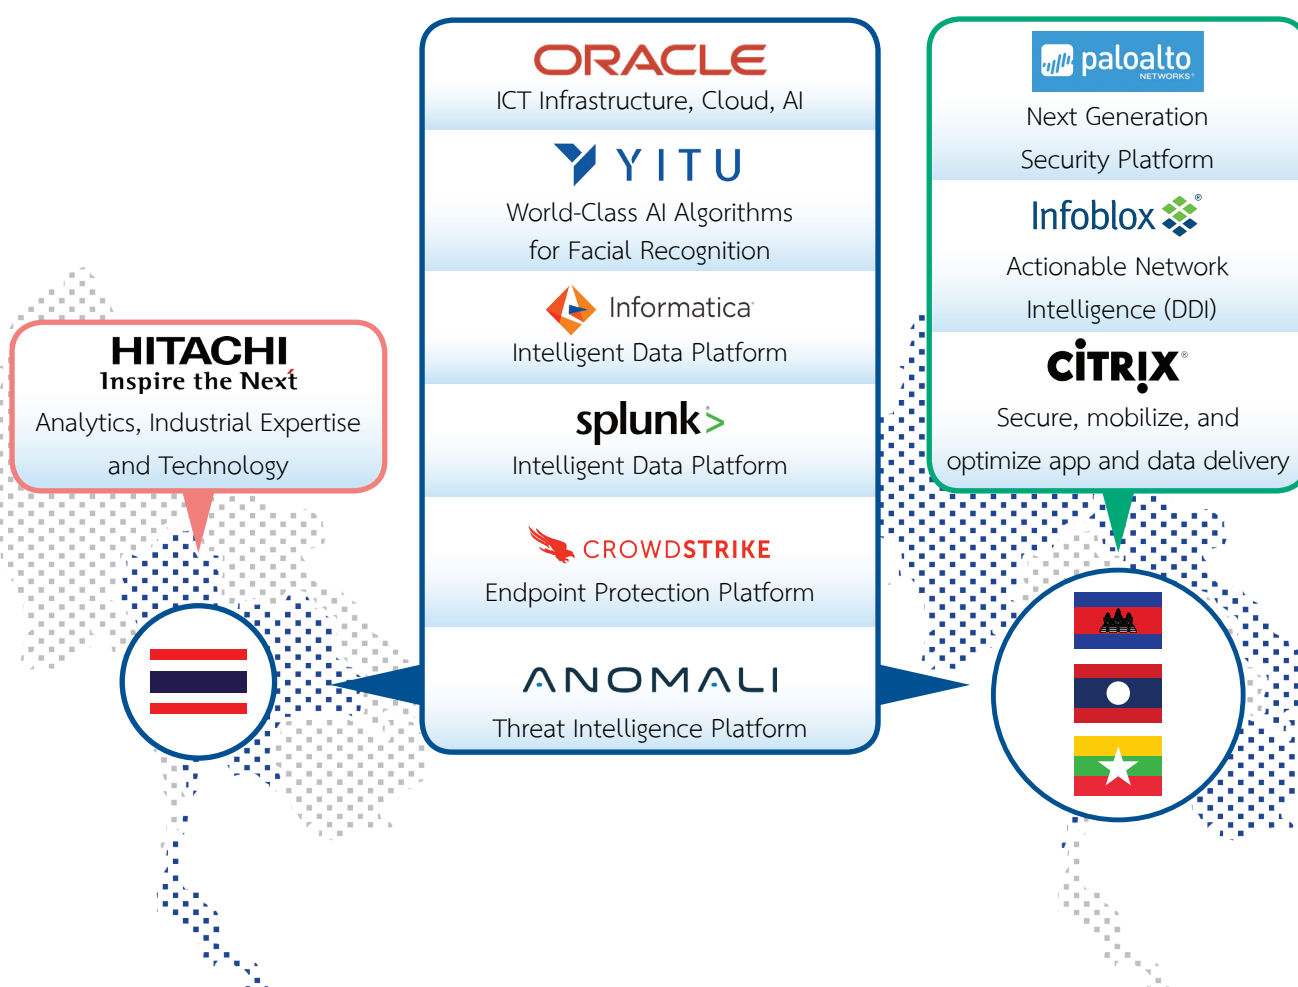 HITACHI
Inspire the Next
Analytics, Industrial Expertise
and Technology
ORACLE
ICT Infrastructure, Cloud, AI
YITU
World-Class AI Algorithms
for Facial Recognition
Informatica
Intelligent Data Platform
splunk>
Intelligent Data Platform
CROWDSTRIKE
Endpoint Protection Platform
ANOMALI
Threat Intelligence Platform
paloalto
NETWORKS®
Next Generation
Security Platform
Infoblox®
Actionable Network
Intelligence (DDI)
CİTRIX®
Secure, mobilize, and
optimize app and data delivery